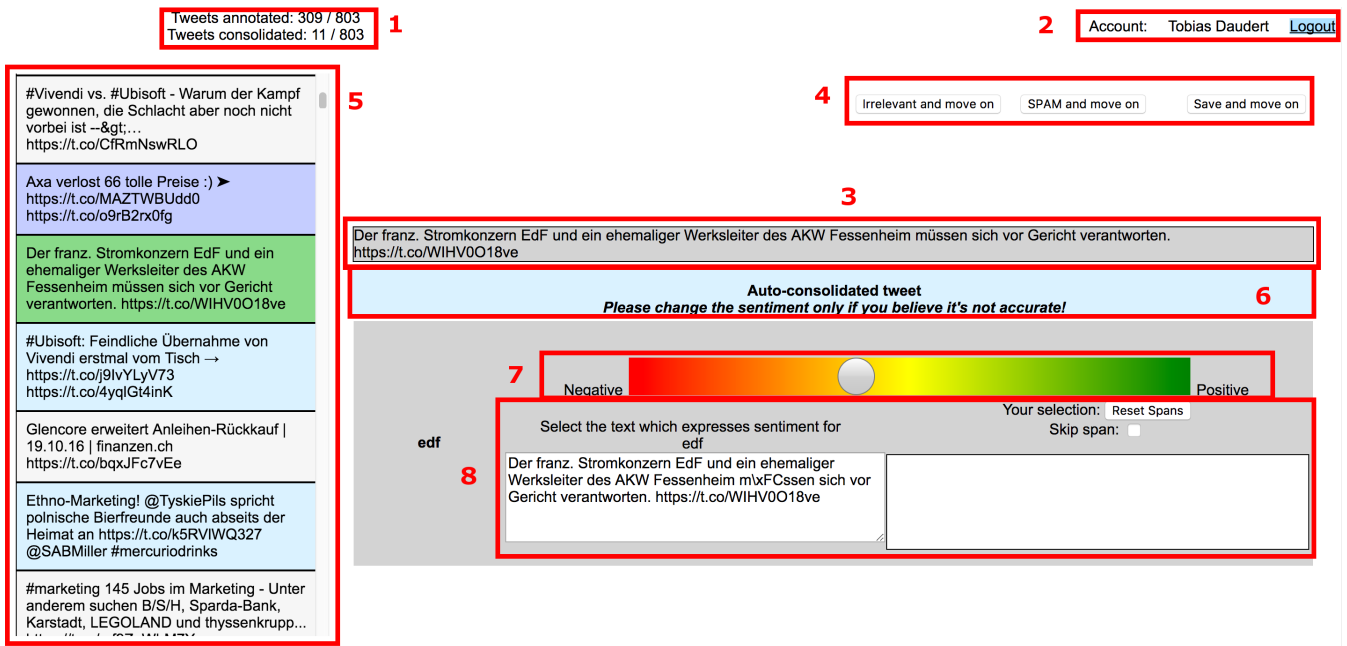 Tweets annotated: 309 / 803
Tweets consolidated: 11 / 803
1
2
Account: Tobias Daudert Logout
5
#Vivendi vs. #Ubisoft - Warum der Kampf
gewonnen, die Schlacht aber noch nicht
vorbei ist --&gt;…
https://t.co/CfRmNswRLO
Axa verlost 66 tolle Preise :) ➤
https://t.co/MAZTWBUdd0
https://t.co/o9rB2rx0fg
Der franz. Stromkonzern EdF und ein
ehemaliger Werksleiter des AKW
Fessenheim müssen sich vor Gericht
verantworten. https://t.co/WIHV0O18ve
#Ubisoft: Feindliche Übernahme von
Vivendi erstmal vom Tisch →
https://t.co/j9IvYLyV73
https://t.co/4yqIGt4inK
Glencore erweitert Anleihen-Rückkauf |
19.10.16 | finanzen.ch
https://t.co/bqxJFc7vEe
Ethno-Marketing! @TyskiePils spricht
polnische Bierfreunde auch abseits der
Heimat an https://t.co/k5RVlWQ327
@SABMiller #mercuriodrinks
#marketing 145 Jobs im Marketing - Unter
anderem suchen B/S/H, Sparda-Bank,
Karstadt, LEGOLAND und thyssenkrupp...
4
Irrelevant and move on SPAM and move on Save and move on
3
Der franz. Stromkonzern EdF und ein ehemaliger Werksleiter des AKW Fessenheim müssen sich vor Gericht verantworten.
https://t.co/WIHV0O18ve
Auto-consolidated tweet
Please change the sentiment only if you believe it's not accurate!
6
7
Negative Positive
8
edf
Select the text which expresses sentiment for
edf
Your selection: Reset Spans
Skip span:
Der franz. Stromkonzern EdF und ein ehemaliger
Werksleiter des AKW Fessenheim m\xFCssen sich vor
Gericht verantworten. https://t.co/WIHV0O18ve